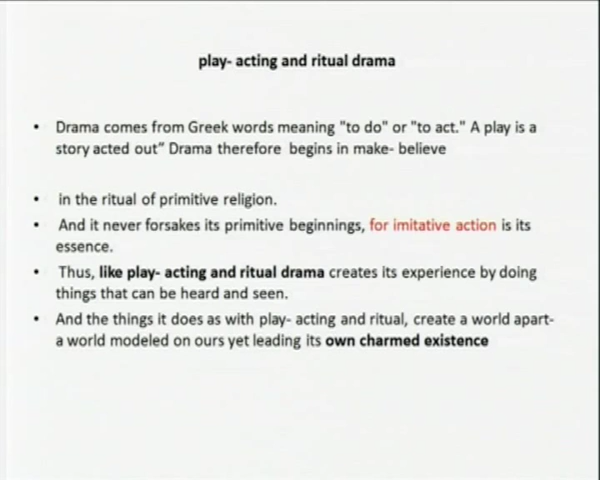 play- acting and ritual drama
• Drama comes from Greek words meaning "to do" or "to act." A play is a
story acted out” Drama therefore begins in make- believe
• in the ritual of primitive religion.
• And it never forsakes its primitive beginnings, for imitative action is its
essence.
• Thus, like play- acting and ritual drama creates its experience by doing
things that can be heard and seen.
• And the things it does as with play- acting and ritual, create a world apart-
a world modeled on ours yet leading its own charmed existence